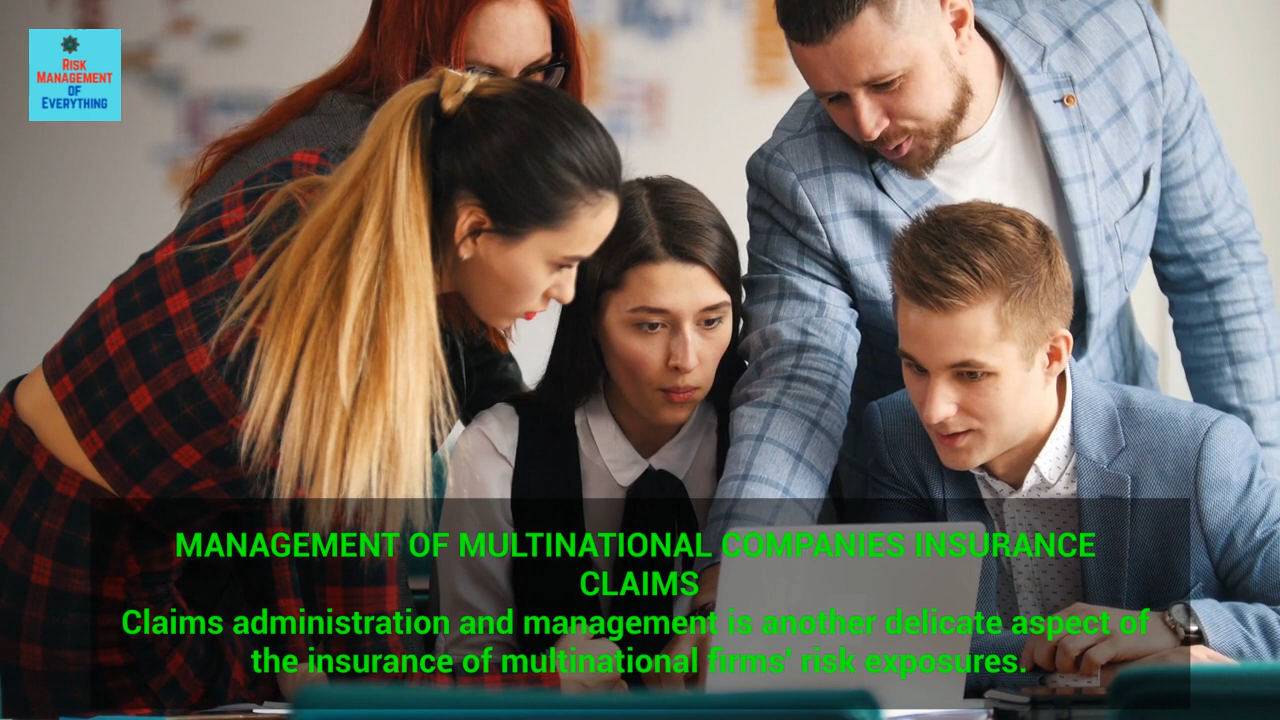 RISK
MANAGEMENT
OF
EVERYTHING
MANAGEMENT OF MULTINATIONAL COMPANIES INSURANCE
CLAIMS
Claims administration and management is another delicate aspect of
the insurance of multinational firms' risk exposures.